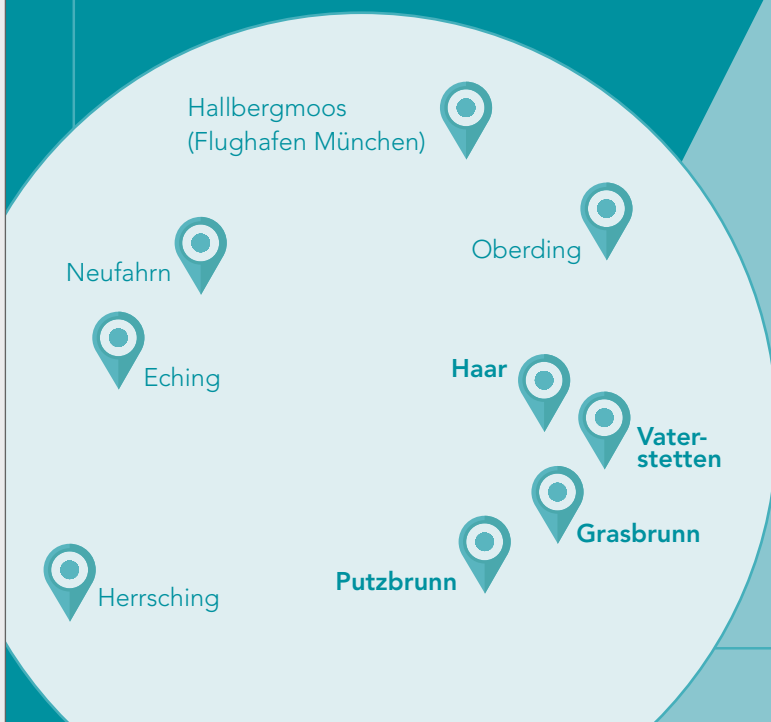 Hallbergmoos
(Flughafen München)
Oberding
Neufahrn
Eching
Haar
Vater-
stetten
Grasbrunn
Putzbrunn
Herrsching